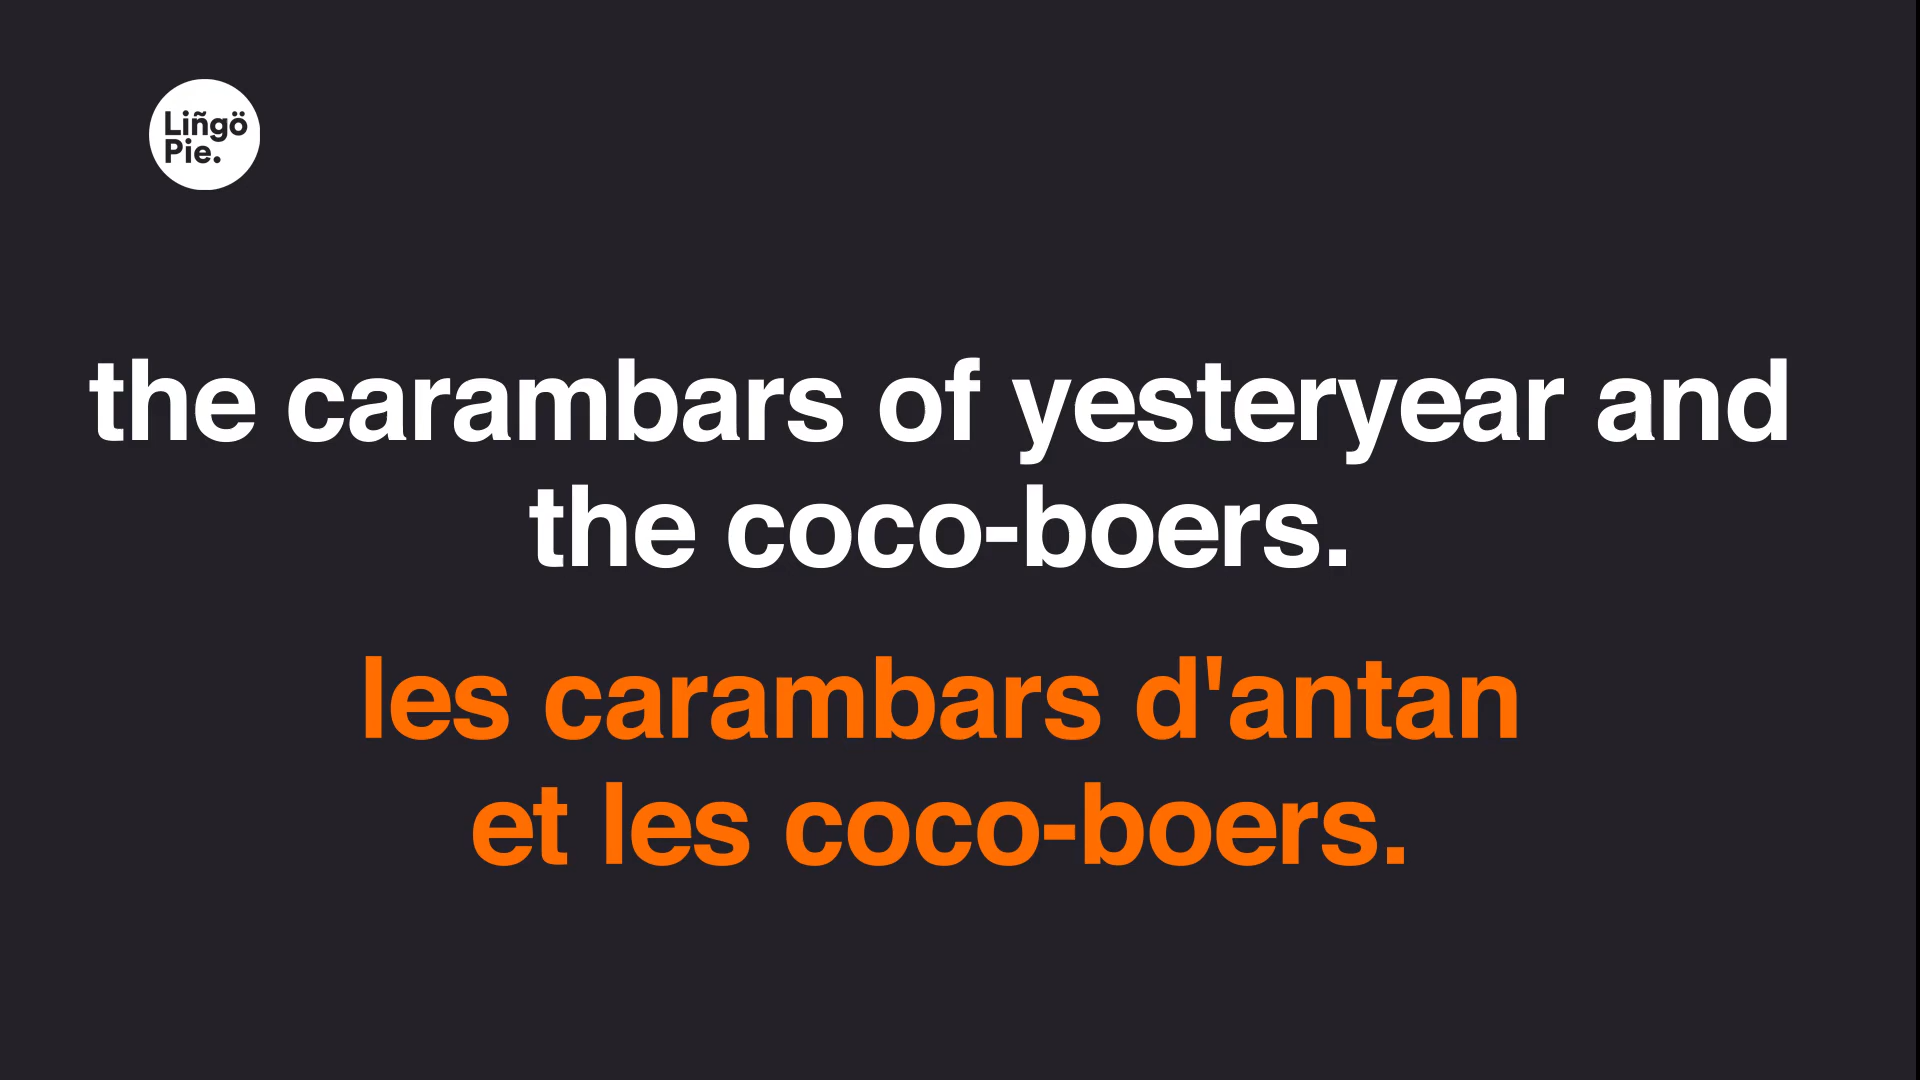 Liñgö
Pie.
the carambars of yesteryear and
the coco-boers.
les carambars d'antan
et les coco-boers.